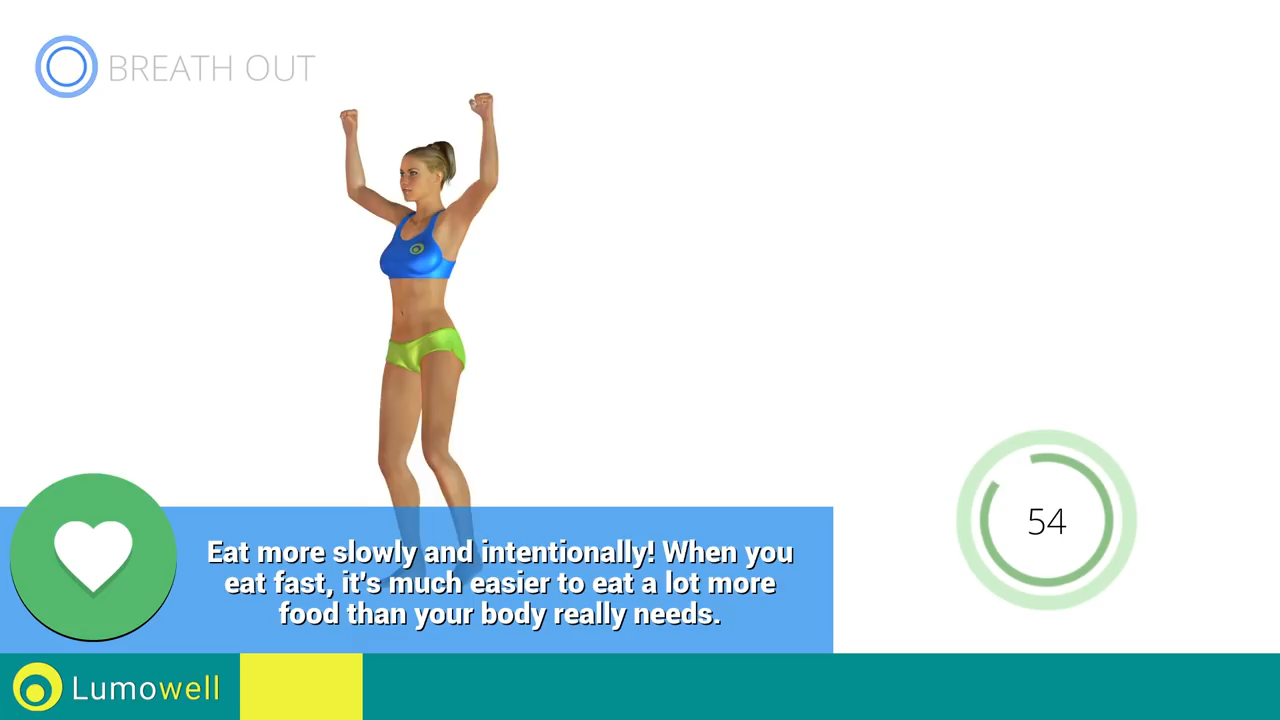 BREATH OUT
54
Eat more slowly and intentionally! When you
eat fast, it's much easier to eat a lot more
food than your body really needs.
Lumowell